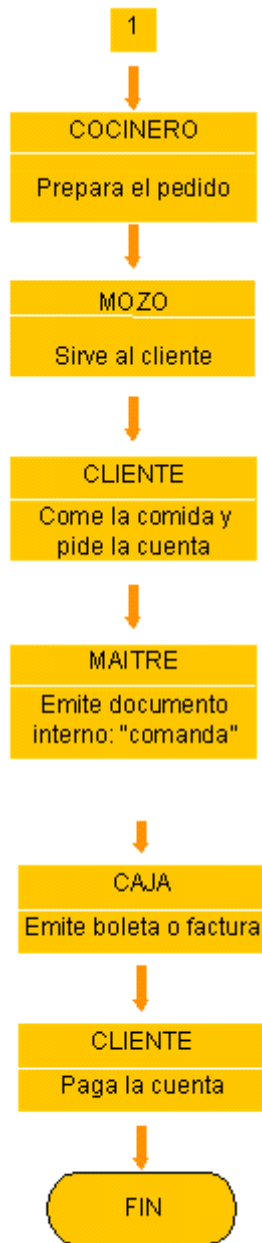 1
COCINERO
Prepara el pedido
MOZO
Sirve al cliente
CLIENTE
Come la comida y
pide la cuenta
MAITRE
Emite documento
interno: "comanda"
CAJA
Emite boleta o factura
CLIENTE
Paga la cuenta
FIN